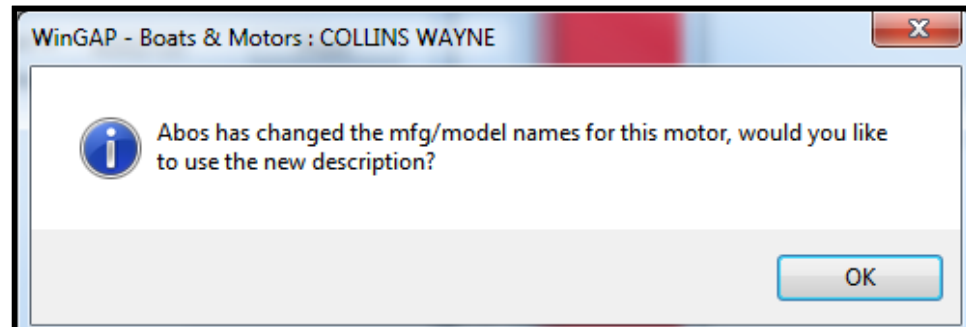 WinGAP - Boats & Motors : COLLINS WAYNE
Abos has changed the mfg/model names for this motor, would you like
to use the new description?
OK